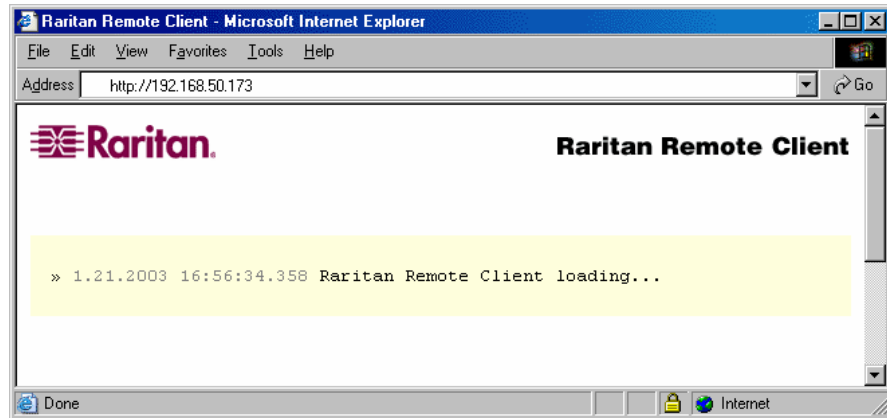 Raritan Remote Client - Microsoft Internet Explorer
File Edit View Favorites Tools Help
Address http://192.168.50.173 Go
Raritan. Raritan Remote Client
» 1.21.2003 16:56:34.358 Raritan Remote Client loading...
Done Internet